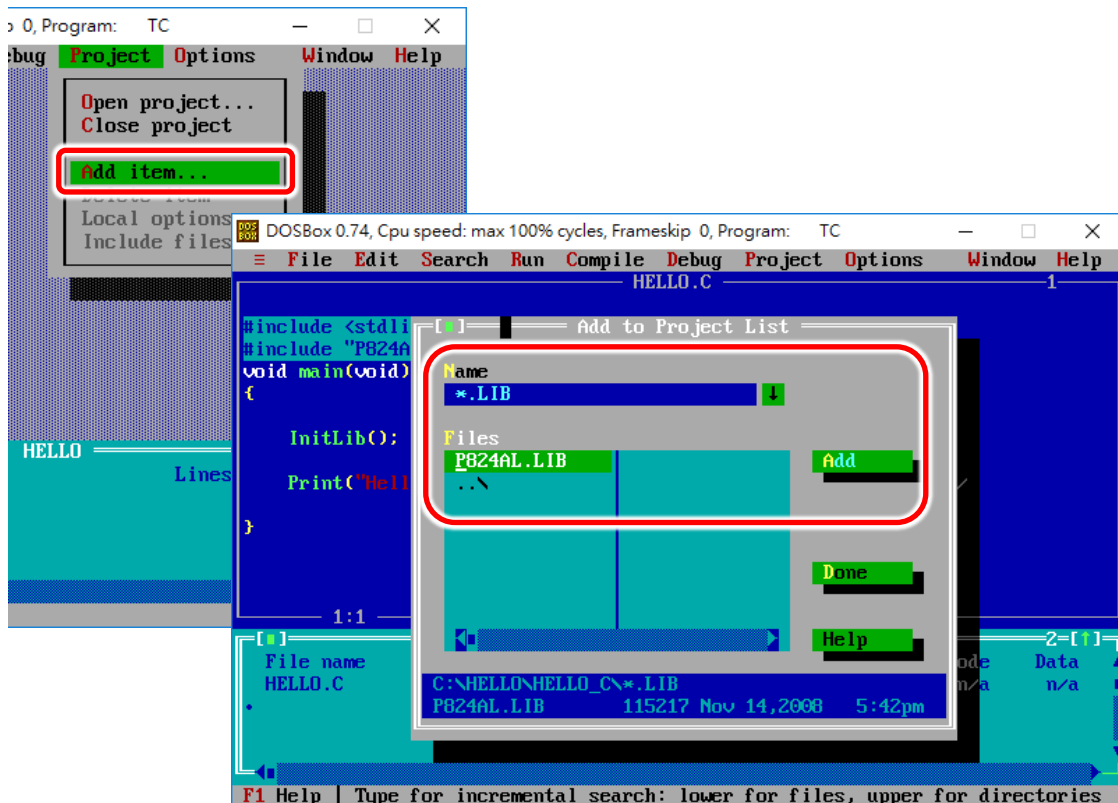 0, Program: TC
Project Options Window Help
Open project...
Close project
Add item...
Local options
Include files
HELLO
Lines
DOSBox 0.74, Cpu speed: max 100% cycles, Frameskip 0, Program: TC
≡ File Edit Search Run Compile Debug Project Options Window Help
HELLO.C 1
#include <stdli
[■] Add to Project List
#include "P824A
void main(void)
{
InitLib();
Print("Hell
}
Name
*.LIB
↓
Files
P824AL.LIB
..\
Add
Done
Help
C:\HELLO\HELLO_C\*.LIB
P824AL.LIB 115217 Nov 14,2008 5:42pm
1:1
[■] 2=[↑]
File name ode Data
HELLO.C n/a n/a
F1 Help | Type for incremental search: lower for files, upper for directories